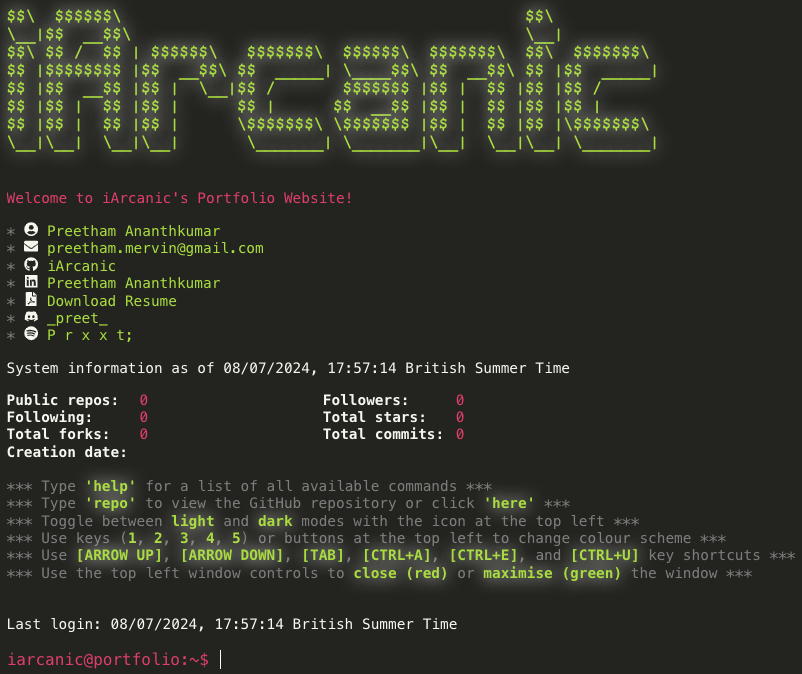 $$\  $$$$$$\                                               $$\
\__|$$  __$$\                                              \__|
$$\ $$ /  $$ | $$$$$$\   $$$$$$$\  $$$$$$\  $$$$$$$\  $$\  $$$$$$$\
$$ |$$$$$$$$ |$$  __$$\ $$  _____| \____$$\ $$  __$$\ $$ |$$  _____|
$$ |$$  __$$ |$$ |  \__|$$ /        $$$$$$$ |$$ |  $$ |$$ |$$ /
$$ |$$ |  $$ |$$ |      $$ |       $$  __$$ |$$ |  $$ |$$ |$$ |
$$ |$$ |  $$ |$$ |      \$$$$$$$\ \$$$$$$$ |$$ |  $$ |$$ |\$$$$$$$\
\__|\__|  \__|\__|       \_______| \_______|\__|  \__|\__| \_______|
Welcome to iArcanic's Portfolio Website!
* Preetham Ananthkumar
* preetham.mervin@gmail.com
* iArcanic
* Preetham Ananthkumar
* Download Resume
* _preet_
* P r x x t;
System information as of 08/07/2024, 17:57:14 British Summer Time
Public repos: 0 Followers: 0
Following: 0 Total stars: 0
Total forks: 0 Total commits: 0
Creation date:
*** Type 'help' for a list of all available commands ***
*** Type 'repo' to view the GitHub repository or click 'here' ***
*** Toggle between light and dark modes with the icon at the top left ***
*** Use keys (1, 2, 3, 4, 5) or buttons at the top left to change colour scheme ***
*** Use [ARROW UP], [ARROW DOWN], [TAB], [CTRL+A], [CTRL+E], and [CTRL+U] key shortcuts ***
*** Use the top left window controls to close (red) or maximise (green) the window ***
Last login: 08/07/2024, 17:57:14 British Summer Time
iarcanic@portfolio:~$